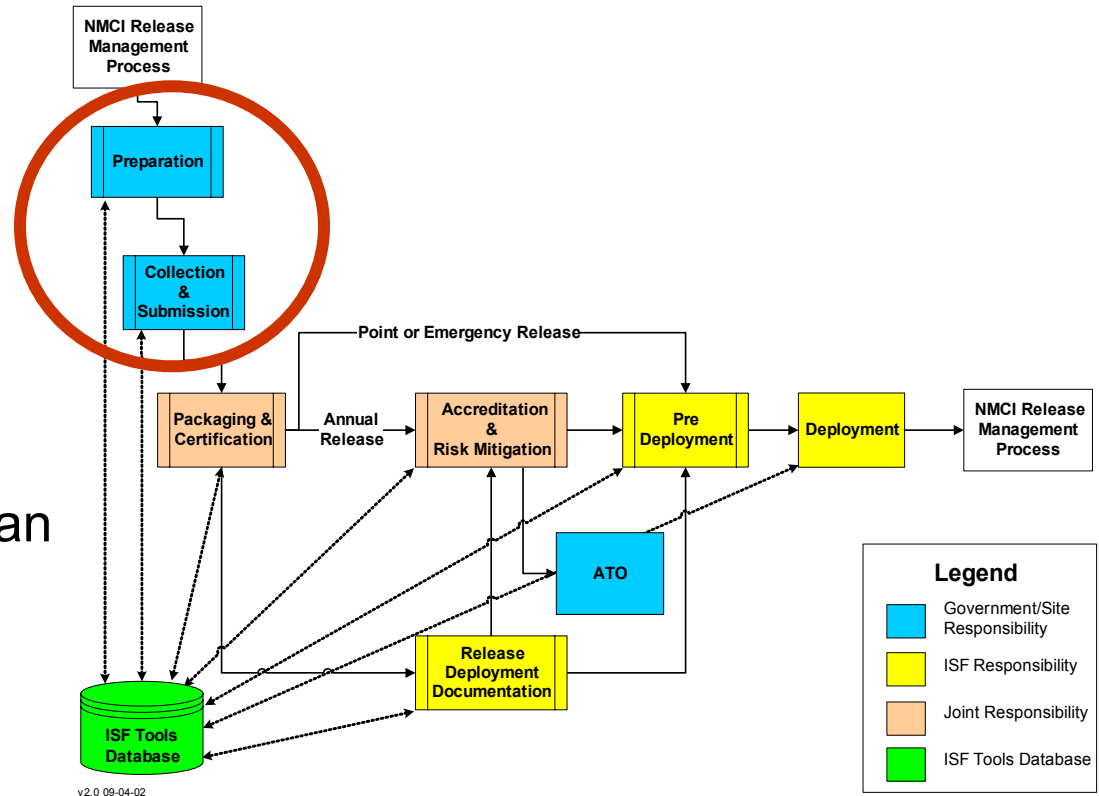 NMCI Release
Management
Process
Preparation
Collection
&
Submission
Point or Emergency Release
Packaging &
Certification
Annual
Release
Accreditation
&
Risk Mitigation
Pre
Deployment
Deployment
NMCI Release
Management
Process
an
ATO
Release
Deployment
Documentation
ISF Tools
Database
v2.0 09-04-02
Legend
Government/Site
Responsibility
ISF Responsibility
Joint Responsibility
ISF Tools Database